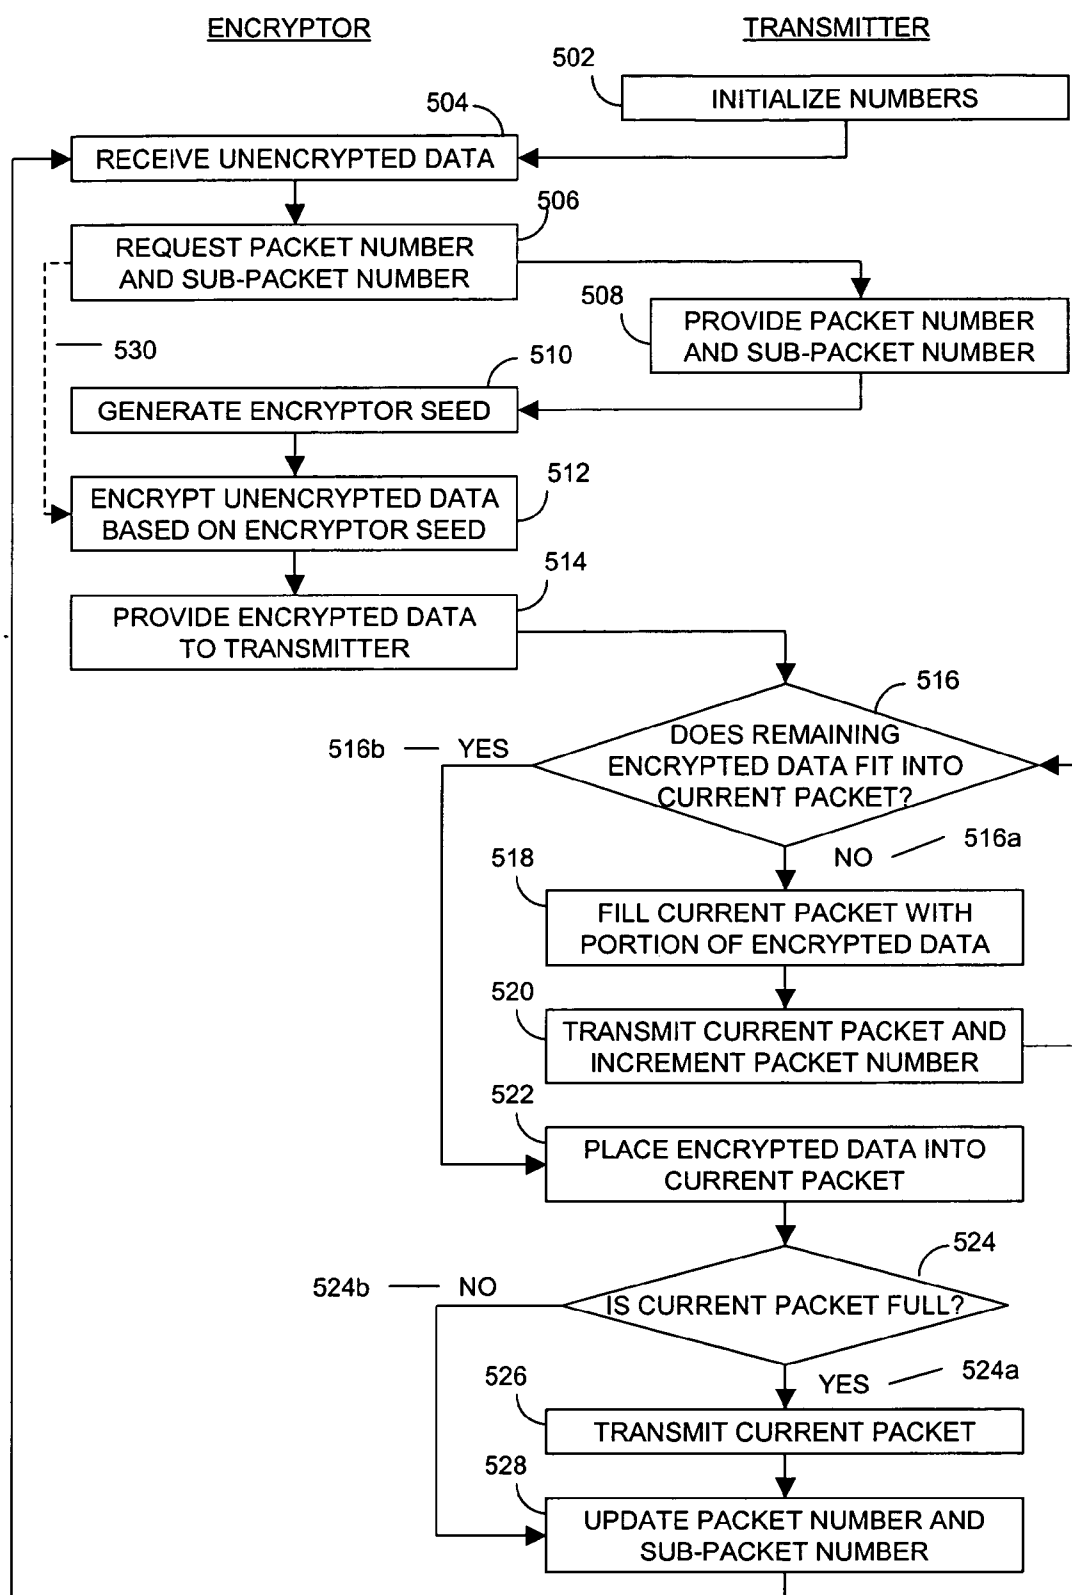 ENCRYPTOR
TRANSMITTER
502
INITIALIZE NUMBERS
504
RECEIVE UNENCRYPTED DATA
506
REQUEST PACKET NUMBER
AND SUB-PACKET NUMBER
508
PROVIDE PACKET NUMBER
AND SUB-PACKET NUMBER
530
510
GENERATE ENCRYPTOR SEED
512
ENCRYPT UNENCRYPTED DATA
BASED ON ENCRYPTOR SEED
514
PROVIDE ENCRYPTED DATA
TO TRANSMITTER
516
DOES REMAINING
ENCRYPTED DATA FIT INTO
CURRENT PACKET?
516b
YES
NO
516a
518
FILL CURRENT PACKET WITH
PORTION OF ENCRYPTED DATA
520
TRANSMIT CURRENT PACKET AND
INCREMENT PACKET NUMBER
522
PLACE ENCRYPTED DATA INTO
CURRENT PACKET
524
IS CURRENT PACKET FULL?
524b
NO
YES
524a
526
TRANSMIT CURRENT PACKET
528
UPDATE PACKET NUMBER AND
SUB-PACKET NUMBER